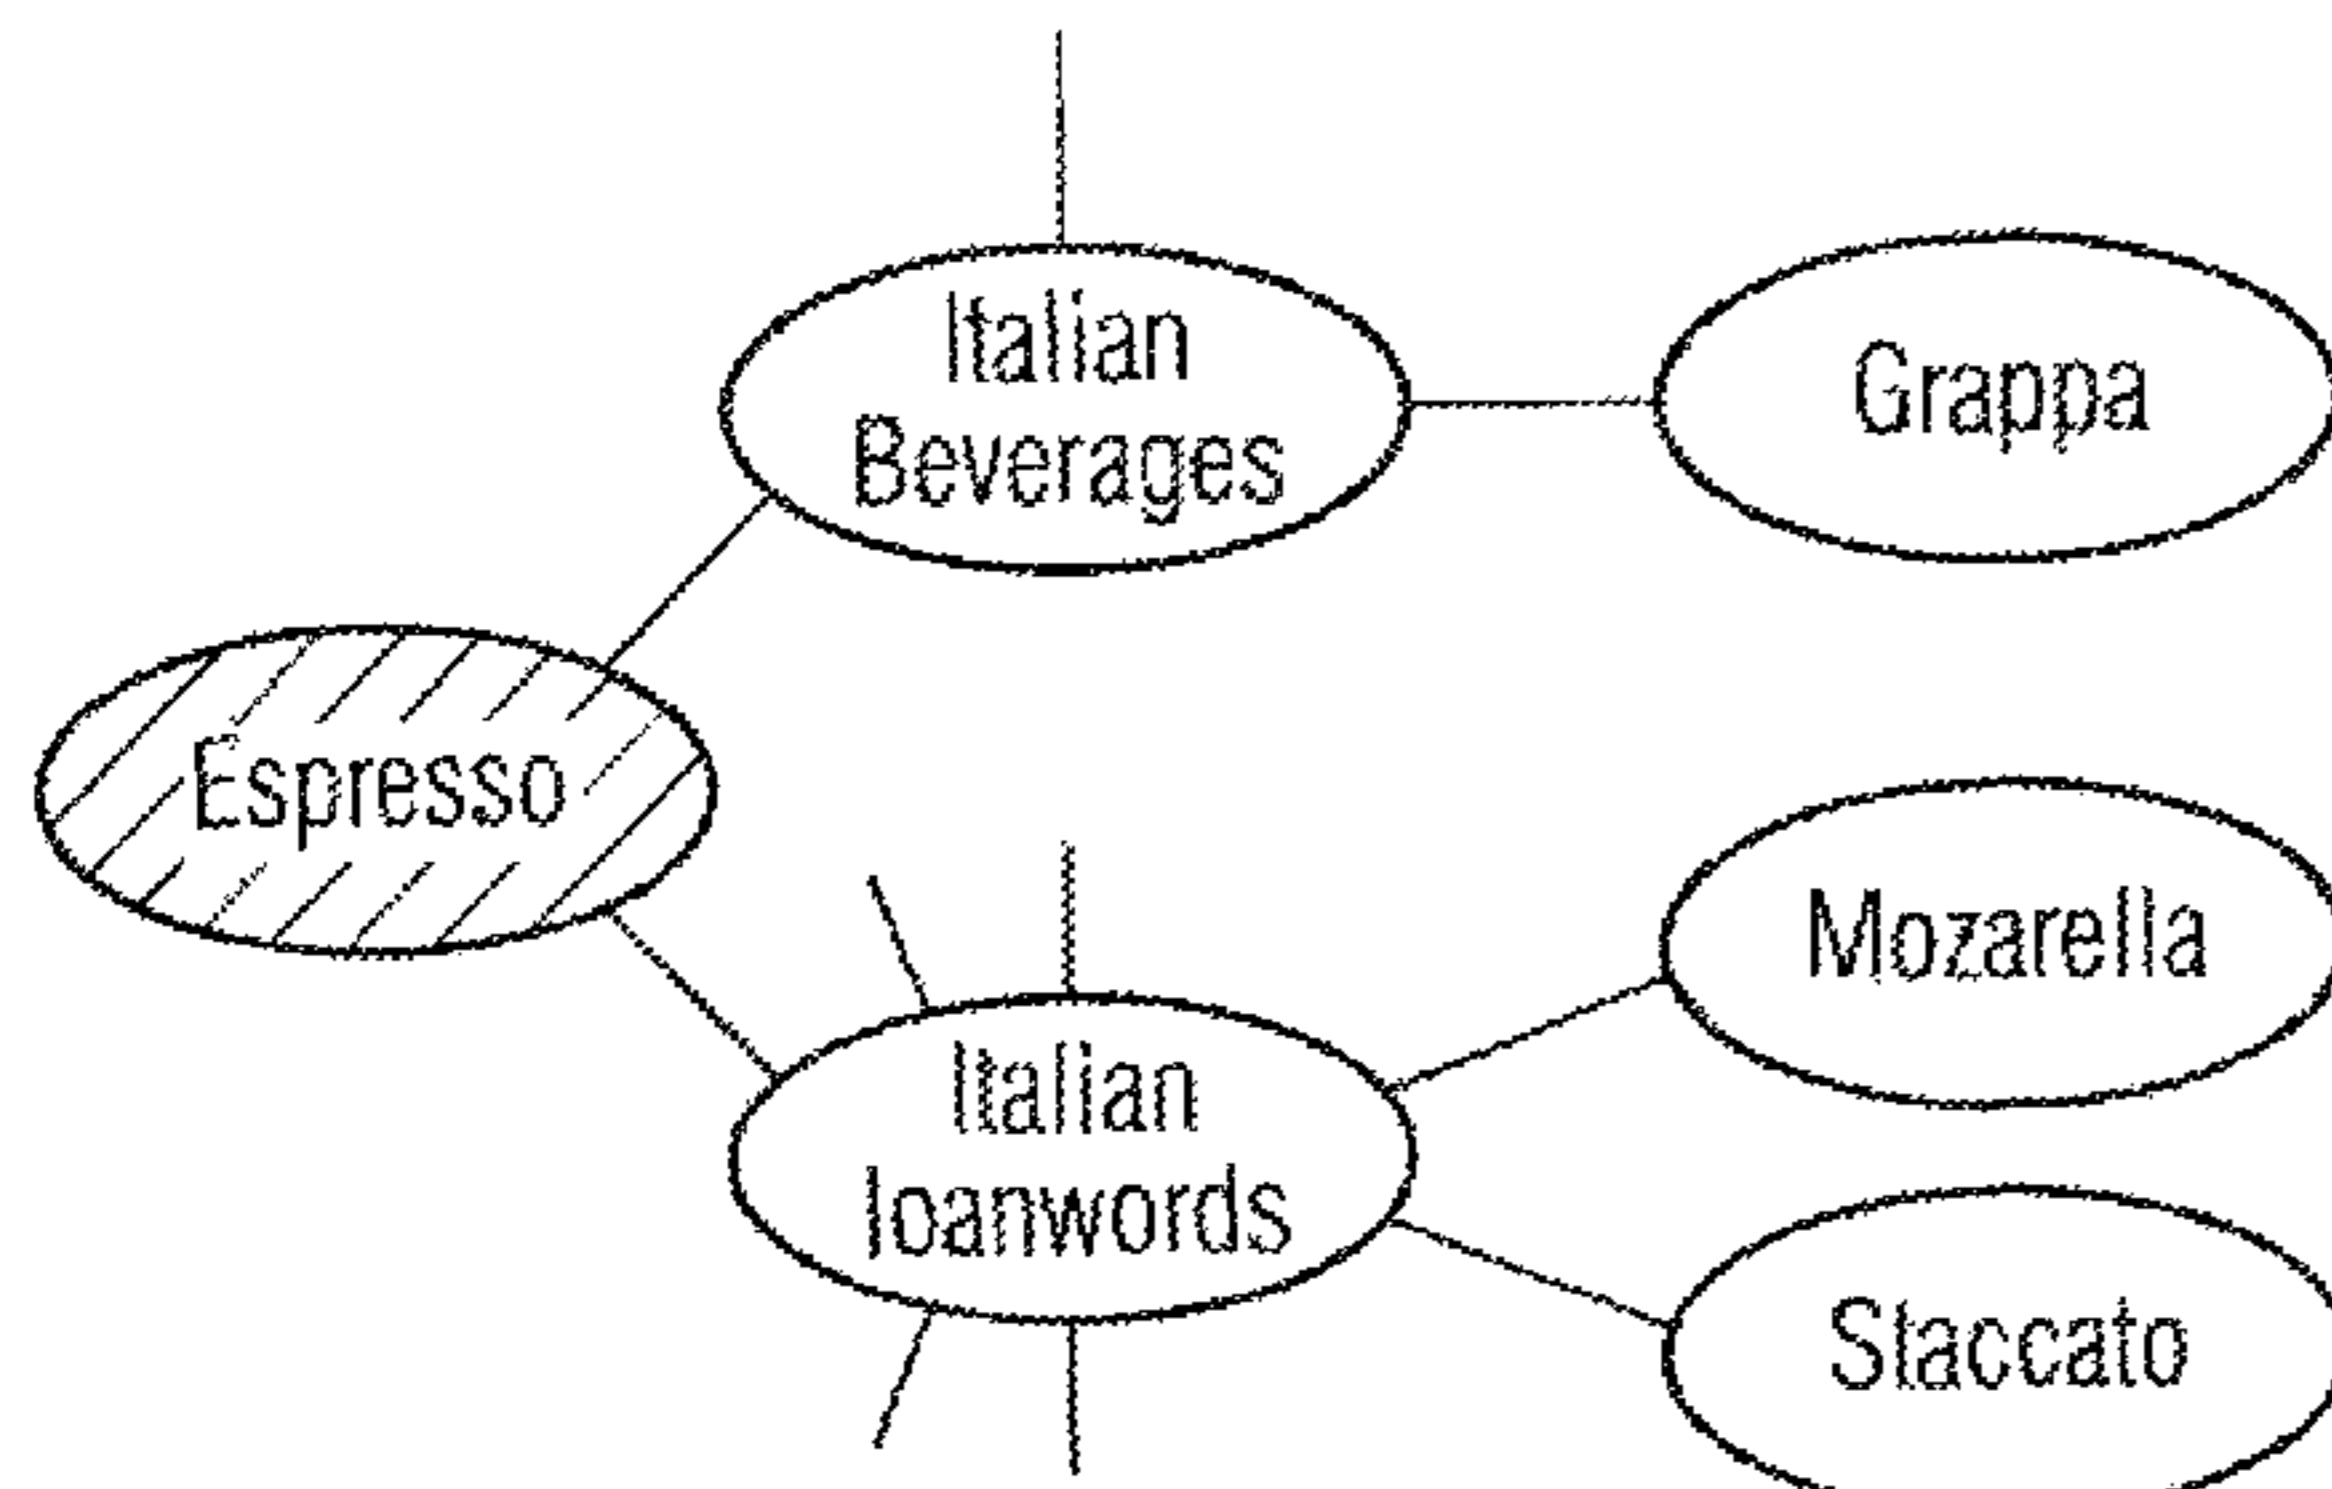 Italian
Beverages
Grappa
Espresso
Mozarella
Italian
loanwords
Staccato